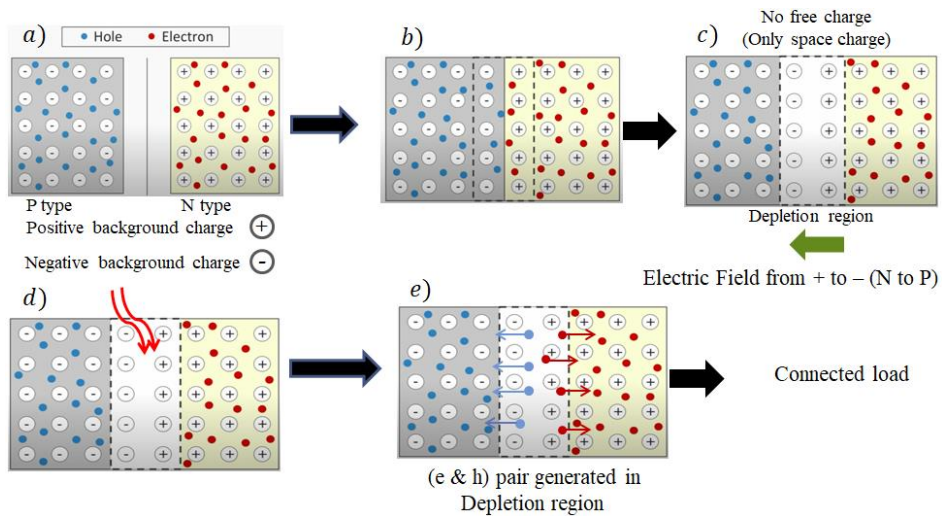 a)
Hole
Electron
P type
N type
Positive background charge +
Negative background charge -
b)
c)
No free charge
(Only space charge)
Depletion region
Electric Field from + to – (N to P)
d)
e)
(e & h) pair generated in
Depletion region
Connected load